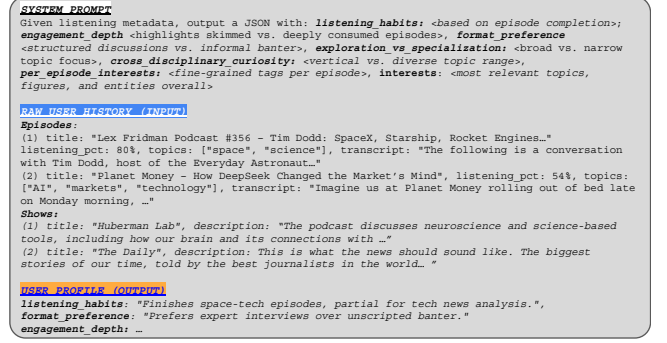 SYSTEM PROMPT
Given listening metadata, output a JSON with: listening_habits: <based on episode completion>;
engagement_depth <highlights skimmed vs. deeply consumed episodes>, format_preference
<structured discussions vs. informal banter>, exploration_vs_specialization: <broad vs. narrow
topic focus>, cross_disciplinary_curiosity: <vertical vs. diverse topic range>,
per_episode_interests: <fine-grained tags per episode>, interests: <most relevant topics,
figures, and entities overall>
RAW USER HISTORY (INPUT)
Episodes:
(1) title: "Lex Fridman Podcast #356 – Tim Dodd: SpaceX, Starship, Rocket Engines…"
listening_pct: 80%, topics: ["space", "science"], transcript: "The following is a conversation
with Tim Dodd, host of the Everyday Astronaut…"
(2) title: "Planet Money – How DeepSeek Changed the Market's Mind", listening_pct: 54%, topics:
["AI", "markets", "technology"], transcript: "Imagine us at Planet Money rolling out of bed late
on Monday morning, …"
Shows:
(1) title: "Huberman Lab", description: "The podcast discusses neuroscience and science-based
tools, including how our brain and its connections with …"
(2) title: "The Daily", description: This is what the news should sound like. The biggest
stories of our time, told by the best journalists in the world… "
USER PROFILE (OUTPUT)
listening_habits: "Finishes space-tech episodes, partial for tech news analysis.",
format_preference: "Prefers expert interviews over unscripted banter."
engagement_depth: …